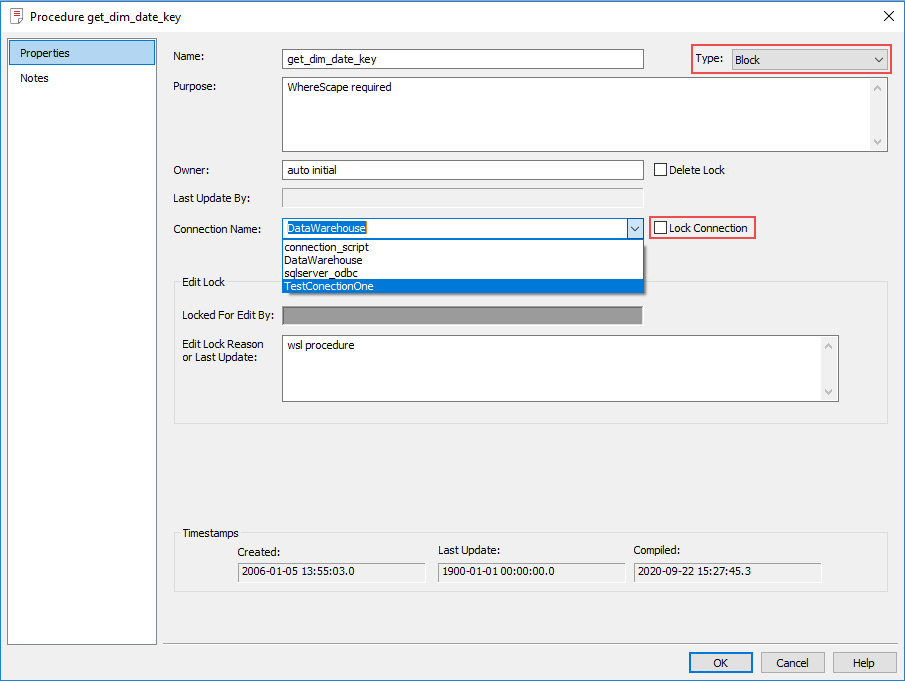 Procedure get_dim_date_key
Properties
Notes
Name:
get_dim_date_key
Type:
Block
Purpose:
WhereScape required
Owner:
auto initial
Delete Lock
Last Update By:
Connection Name:
DataWarehouse
Lock Connection
connection_script
DataWarehouse
sqlserver_odbc
TestConectionOne
Edit Lock
Locked For Edit By:
Edit Lock Reason
or Last Update:
wsl procedure
Timestamps
Created:
Last Update:
Compiled:
2006-01-05 13:55:03.0
1900-01-01 00:00:00.0
2020-09-22 15:27:45.3
OK
Cancel
Help